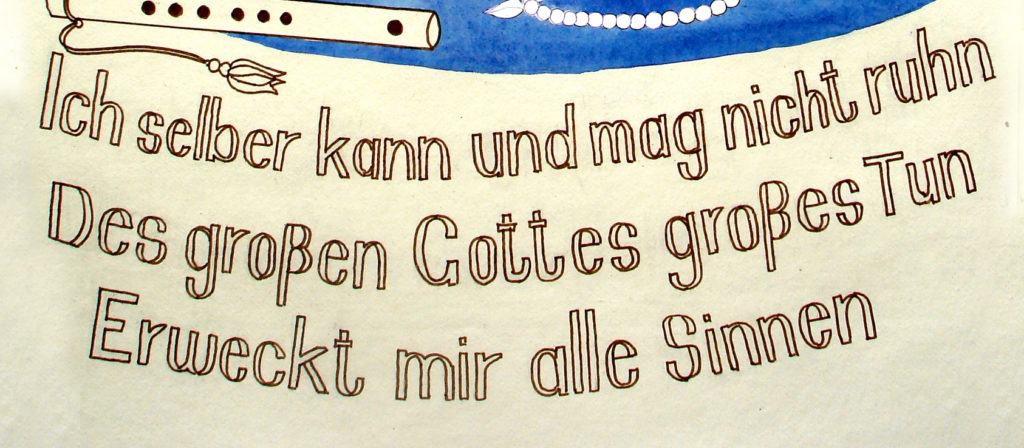 Ich selber kann und mag nicht ruhn
Des großen Gottes großes Tun
Erweckt mir alle Sinnen